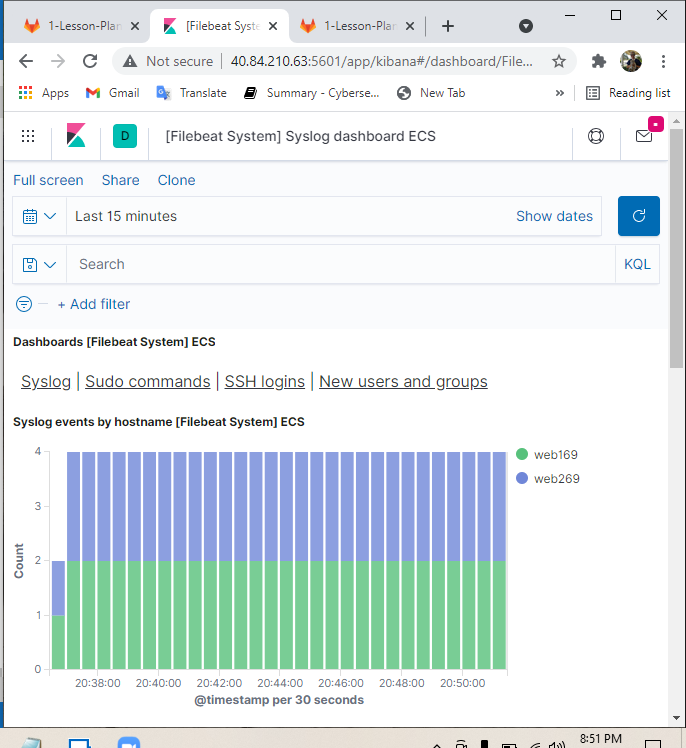 1-Lesson-Plan
[Filebeat Syste
1-Lesson-Plan
Not secure | 40.84.210.63:5601/app/kibana#/dashboard/File...
Apps
Gmail
Translate
Summary - Cyberse...
New Tab
»
Reading list
D
[Filebeat System] Syslog dashboard ECS
Full screen
Share
Clone
Last 15 minutes
Show dates
Search
KQL
+ Add filter
Dashboards [Filebeat System] ECS
Syslog | Sudo commands | SSH logins | New users and groups
Syslog events by hostname [Filebeat System] ECS
4
3
2
1
0
Count
web169
web269
20:38:00 20:40:00 20:42:00 20:44:00 20:46:00 20:48:00 20:50:00
@timestamp per 30 seconds
8:51 PM